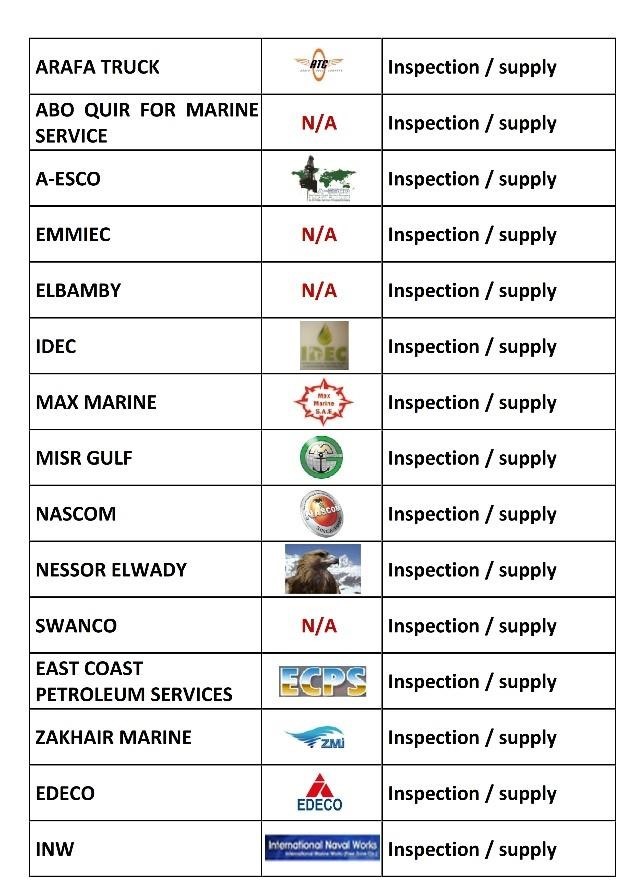 ARAFA TRUCK
ATC
Inspection / supply
ABO QUIR FOR MARINE
SERVICE
N/A
Inspection / supply
A-ESCO
Inspection / supply
EMMIEC
N/A
Inspection / supply
ELBAMBY
N/A
Inspection / supply
IDEC
IDEC
Inspection / supply
MAX MARINE
Max
Marine
S.A.E
Inspection / supply
MISR GULF
Inspection / supply
NASCOM
NASCOM
Inspection / supply
NESSOR ELWADY
Inspection / supply
SWANCO
N/A
Inspection / supply
EAST COAST
PETROLEUM SERVICES
ECPS
Inspection / supply
ZAKHAIR MARINE
ZMI
Inspection / supply
EDECO
EDECO
Inspection / supply
INW
International Naval Works
Inspection / supply